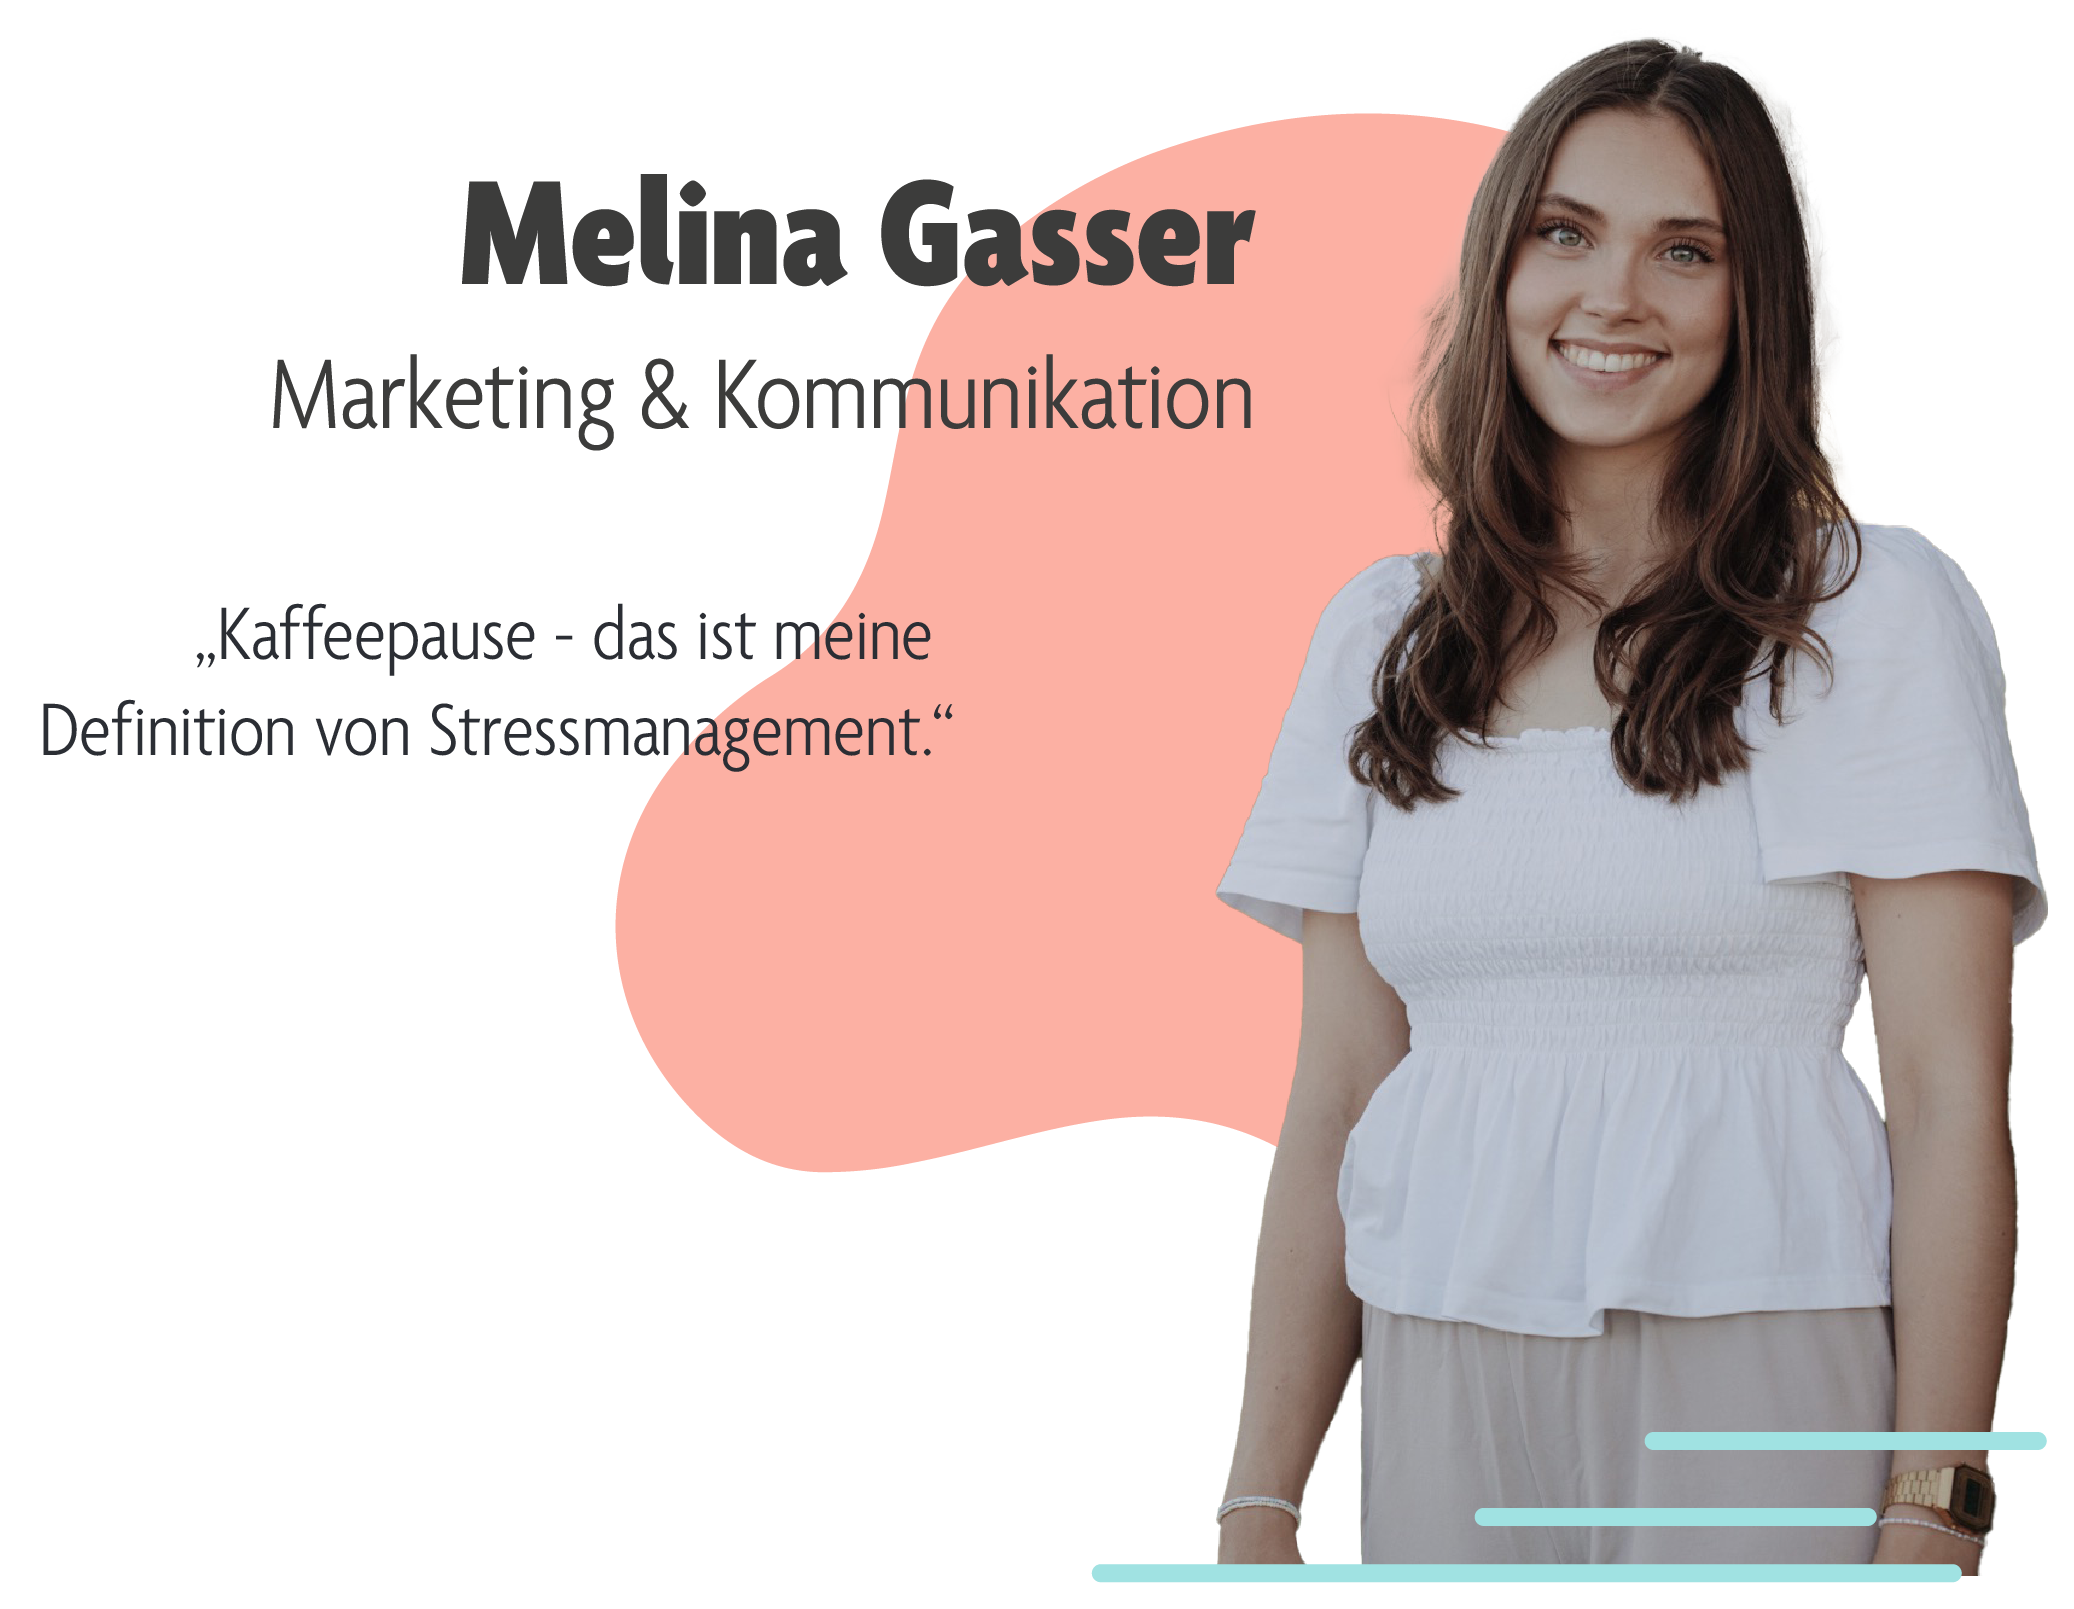 Melina Gasser
Marketing & Kommunikation
„Kaffeepause - das ist meine
Definition von Stressmanagement.“